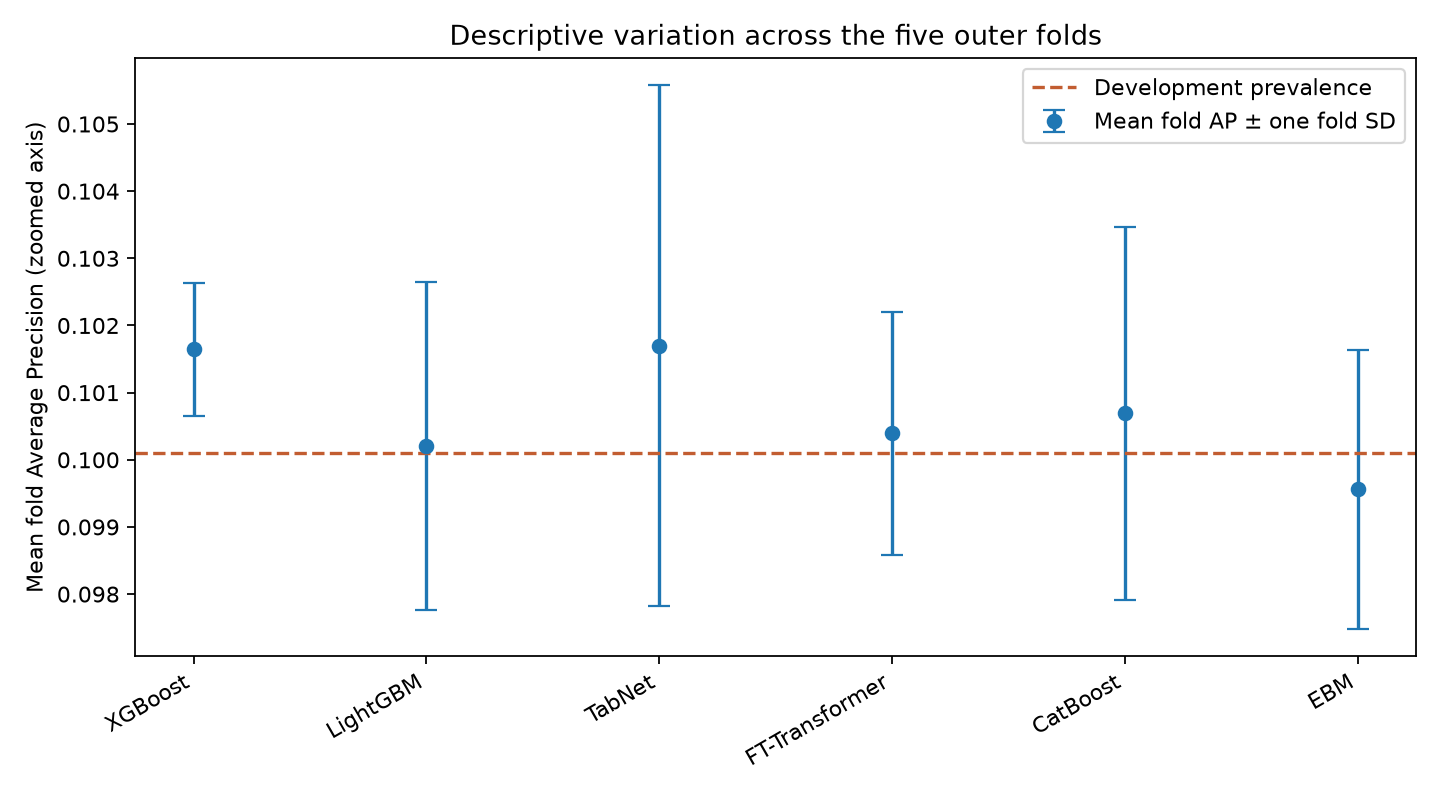 Descriptive variation across the five outer folds
Development prevalence
Mean fold AP ± one fold SD
Mean fold Average Precision (zoomed axis)
0.105
0.104
0.103
0.102
0.101
0.100
0.099
0.098
XGBoost
LightGBM
TabNet
FT-Transformer
CatBoost
EBM